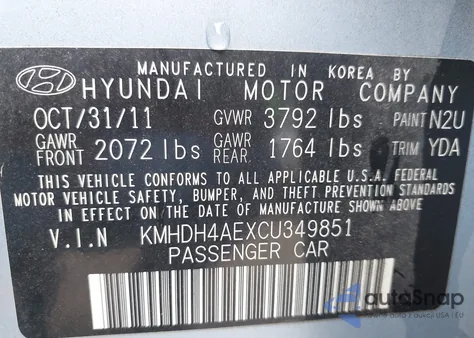 MANUFACTURED IN KOREA BY
HYUNDAI MOTOR COMPANY
OCT/31/11 GVWR 3792 lbs PAINT N2U
GAWR FRONT 2072 lbs GAWR REAR. 1764 lbs TRIM YDA
THIS VEHICLE CONFORMS TO ALL APPLICABLE U.S.A. FEDERAL
MOTOR VEHICLE SAFETY, BUMPER, AND THEFT PREVENTION STANDARDS
IN EFFECT ON THE DATE OF MANUFACTURE SHOWN ABOVE.
V.I.N KMHDH4AEXCU349851
PASSENGER CAR
autoSnap